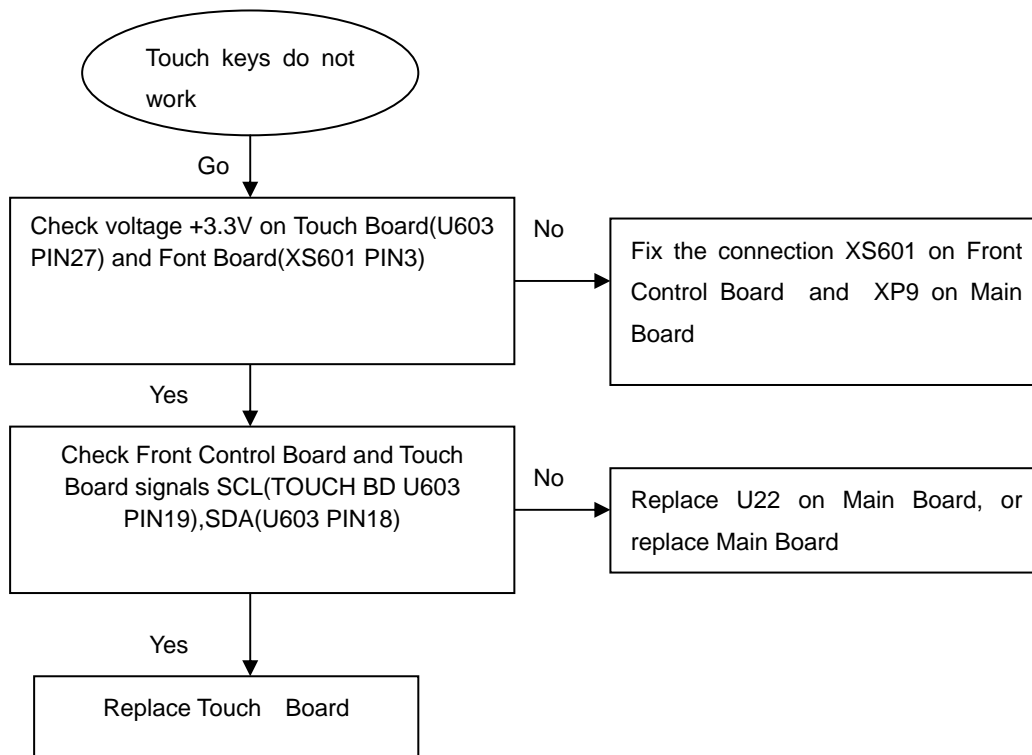 Touch keys do not
work
Go
Check voltage +3.3V on Touch Board(U603
PIN27) and Font Board(XS601 PIN3)
No
Fix the connection XS601 on Front
Control Board and XP9 on Main
Board
Yes
Check Front Control Board and Touch
Board signals SCL(TOUCH BD U603
PIN19),SDA(U603 PIN18)
No
Replace U22 on Main Board, or
replace Main Board
Yes
Replace Touch Board